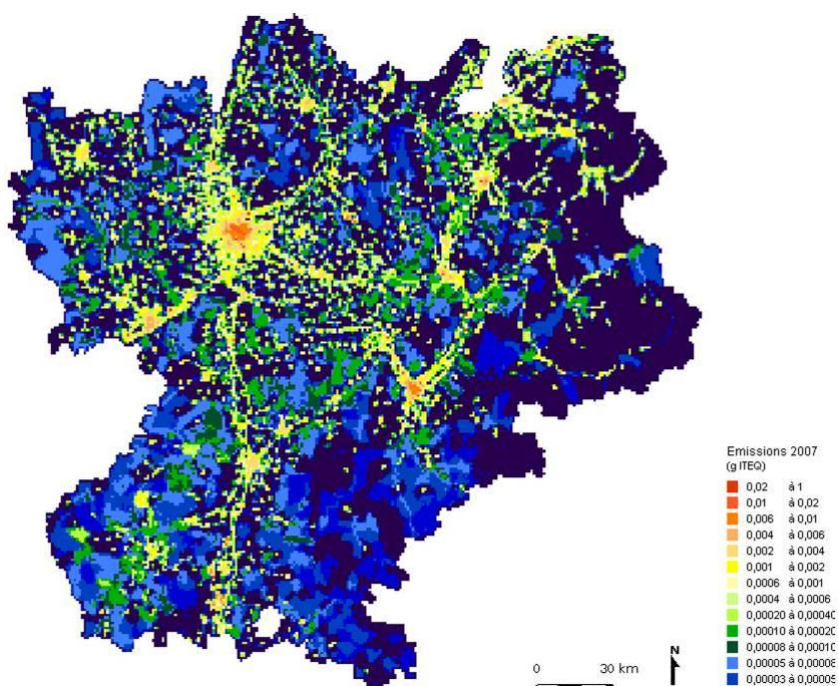 Emissions 2007
(g ITEQ)
0,02 à 1
0,01 à 0,02
0,006 à 0,01
0,004 à 0,006
0,002 à 0,004
0,001 à 0,002
0,0006 à 0,001
0,0004 à 0,0006
0,00020 à 0,00040
0,00010 à 0,00020
0,00008 à 0,00010
0,00005 à 0,00008
0,00003 à 0,00005
N
0 30 km